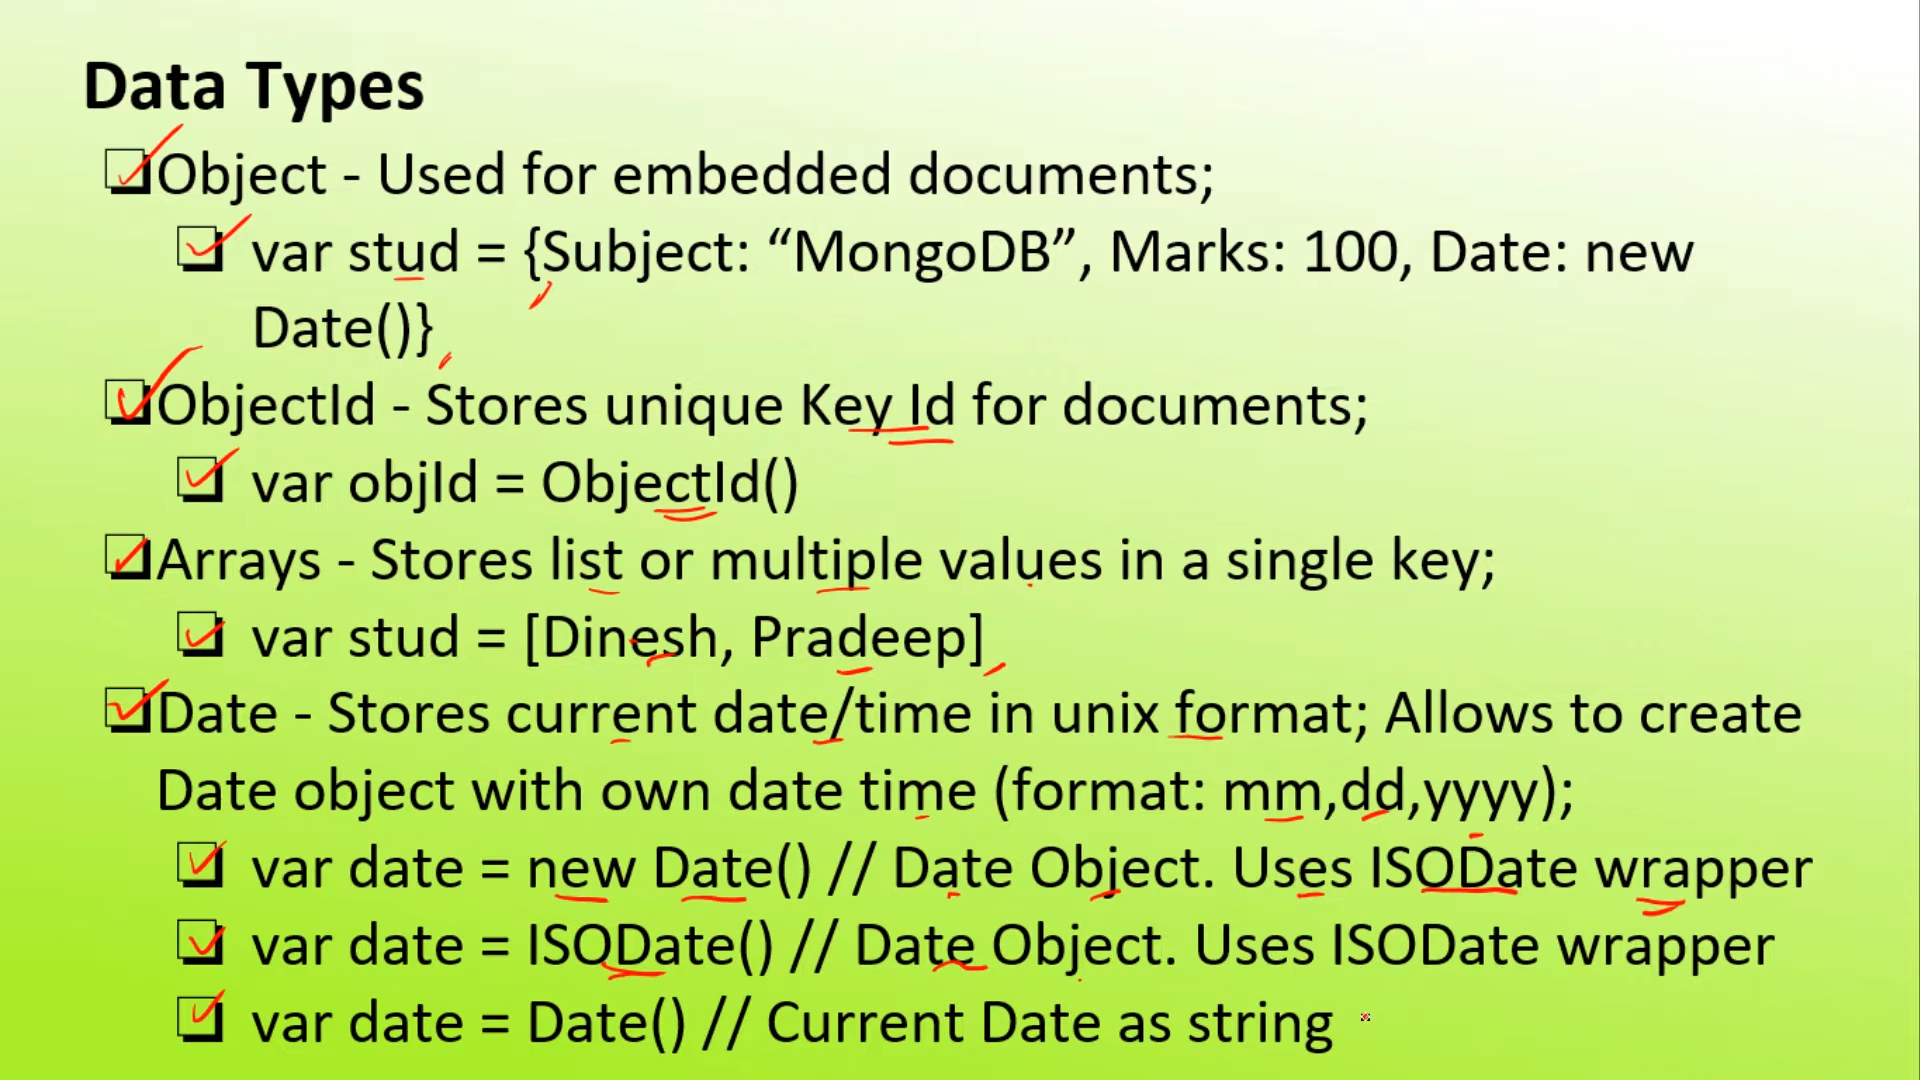 Data Types
Object - Used for embedded documents;
var stud = {Subject: “MongoDB”, Marks: 100, Date: new
Date()}
ObjectId - Stores unique Key Id for documents;
var objId = ObjectId()
Arrays - Stores list or multiple values in a single key;
var stud = [Dinesh, Pradeep]
Date - Stores current date/time in unix format; Allows to create
Date object with own date time (format: mm,dd,yyyy);
var date = new Date() // Date Object. Uses ISODate wrapper
var date = ISODate() // Date Object. Uses ISODate wrapper
var date = Date() // Current Date as string